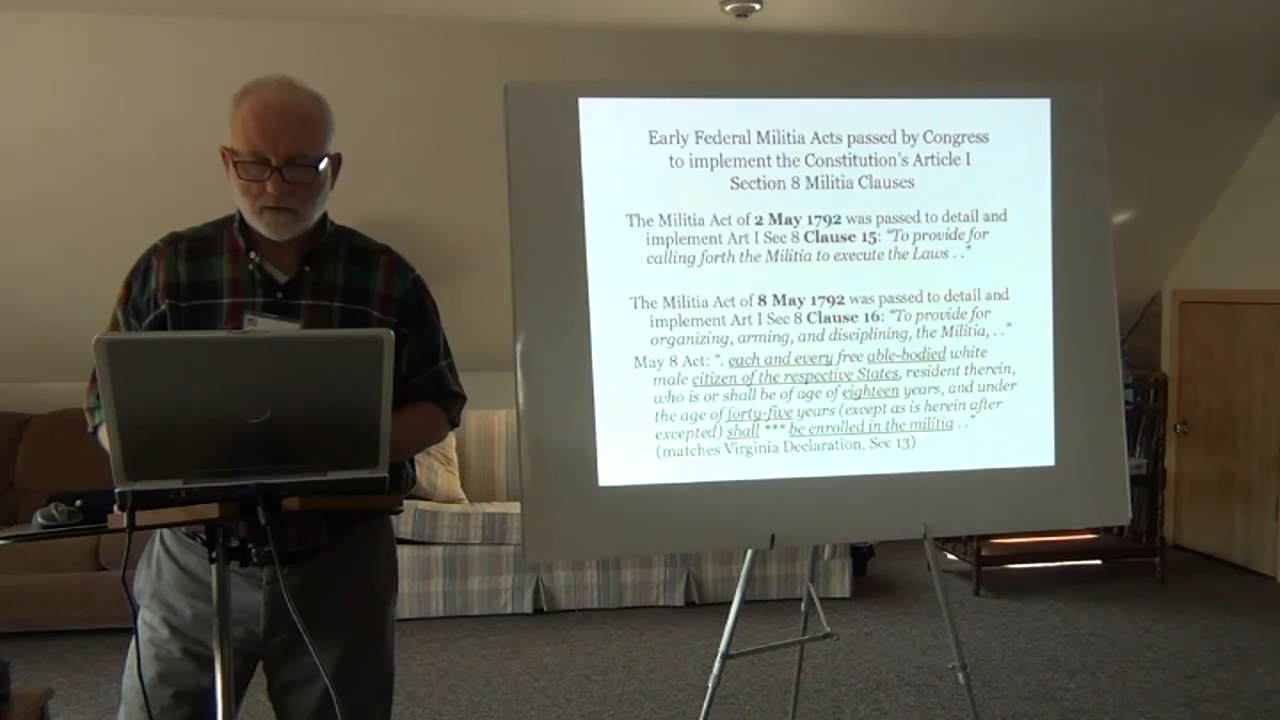 Early Federal Militia Acts passed by Congress
to implement the Constitution's Article I
Section 8 Militia Clauses
The Militia Act of 2 May 1792 was passed to detail and
implement Art I Sec 8 Clause 15: "To provide for
calling forth the Militia to execute the Laws . ."
The Militia Act of 8 May 1792 was passed to detail and
implement Art I Sec 8 Clause 16: "To provide for
organizing, arming, and disciplining, the Militia, . ."
May 8 Act: ". each and every free able-bodied white
male citizen of the respective States, resident therein,
who is or shall be of age of eighteen years, and under
the age of forty-five years (except as is herein after
excepted) shall *** be enrolled in the militia . ."
(matches Virginia Declaration, Sec 13)